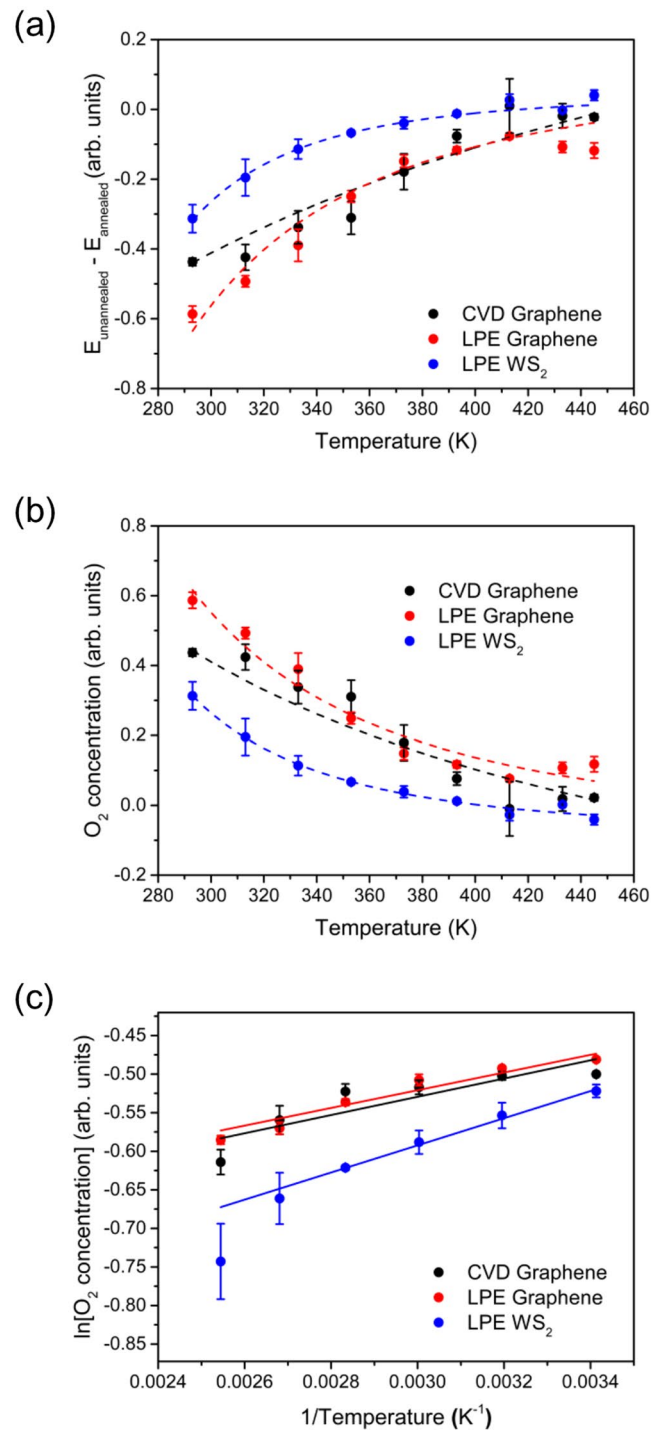 (a)
0.2
0.0
-0.2
-0.4
-0.6
-0.8
E_unannealed - E_annealed (arb. units)
CVD Graphene
LPE Graphene
LPE WS₂
280 300 320 340 360 380 400 420 440 460
Temperature (K)
(b)
0.8
0.6
0.4
0.2
0.0
-0.2
O₂ concentration (arb. units)
CVD Graphene
LPE Graphene
LPE WS₂
280 300 320 340 360 380 400 420 440 460
Temperature (K)
(c)
-0.45
-0.50
-0.55
-0.60
-0.65
-0.70
-0.75
-0.80
-0.85
ln[O₂ concentration] (arb. units)
CVD Graphene
LPE Graphene
LPE WS₂
0.0024 0.0026 0.0028 0.0030 0.0032 0.0034
1/Temperature (K⁻¹)